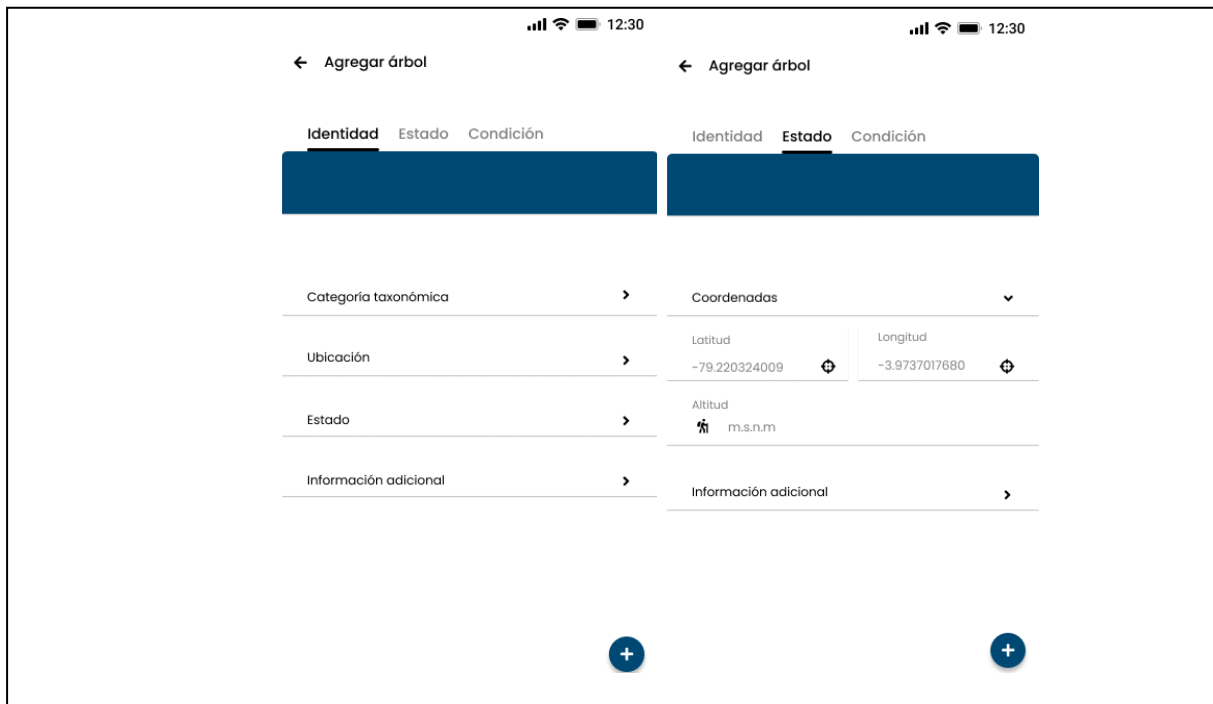 12:30
Agregar árbol
Identidad Estado Condición
Categoría taxonómica
Ubicación
Estado
Información adicional
12:30
Agregar árbol
Identidad Estado Condición
Coordenadas
Latitud Longitud
-79.220324009 -3.9737017680
Altitud
m.s.n.m
Información adicional